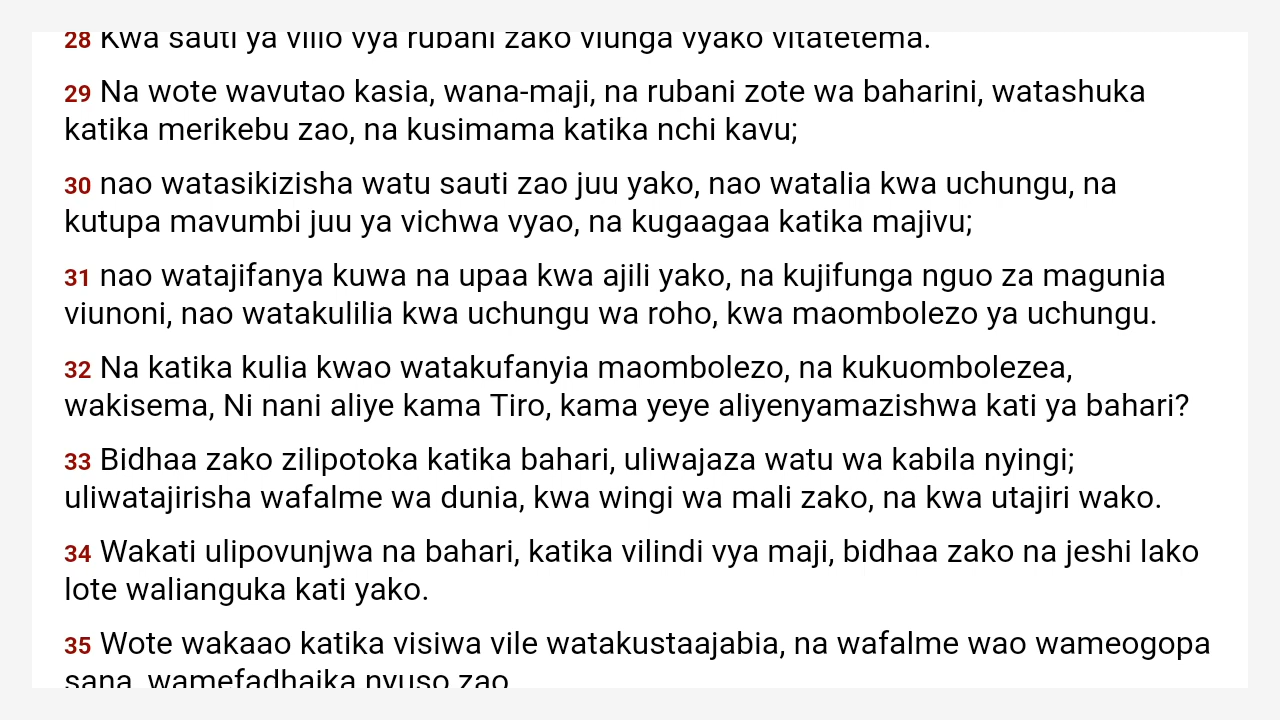 28 Kwa sauti ya vilio vya rubani zako viunga vyako vitatetema.
29 Na wote wavutao kasia, wana-maji, na rubani zote wa baharini, watashuka
katika merikebu zao, na kusimama katika nchi kavu;
30 nao watasikizisha watu sauti zao juu yako, nao watalia kwa uchungu, na
kutupa mavumbi juu ya vichwa vyao, na kugaagaa katika majivu;
31 nao watajifanya kuwa na upaa kwa ajili yako, na kujifunga nguo za magunia
viunoni, nao watakulilia kwa uchungu wa roho, kwa maombolezo ya uchungu.
32 Na katika kulia kwao watakufanyia maombolezo, na kukuombolezea,
wakisema, Ni nani aliye kama Tiro, kama yeye aliyenyamazishwa kati ya bahari?
33 Bidhaa zako zilipotoka katika bahari, uliwajaza watu wa kabila nyingi;
uliwatajirisha wafalme wa dunia, kwa wingi wa mali zako, na kwa utajiri wako.
34 Wakati ulipovunjwa na bahari, katika vilindi vya maji, bidhaa zako na jeshi lako
lote walianguka kati yako.
35 Wote wakaao katika visiwa vile watakustaajabia, na wafalme wao wameogopa
sana, wamefadhaika nyuso zao.